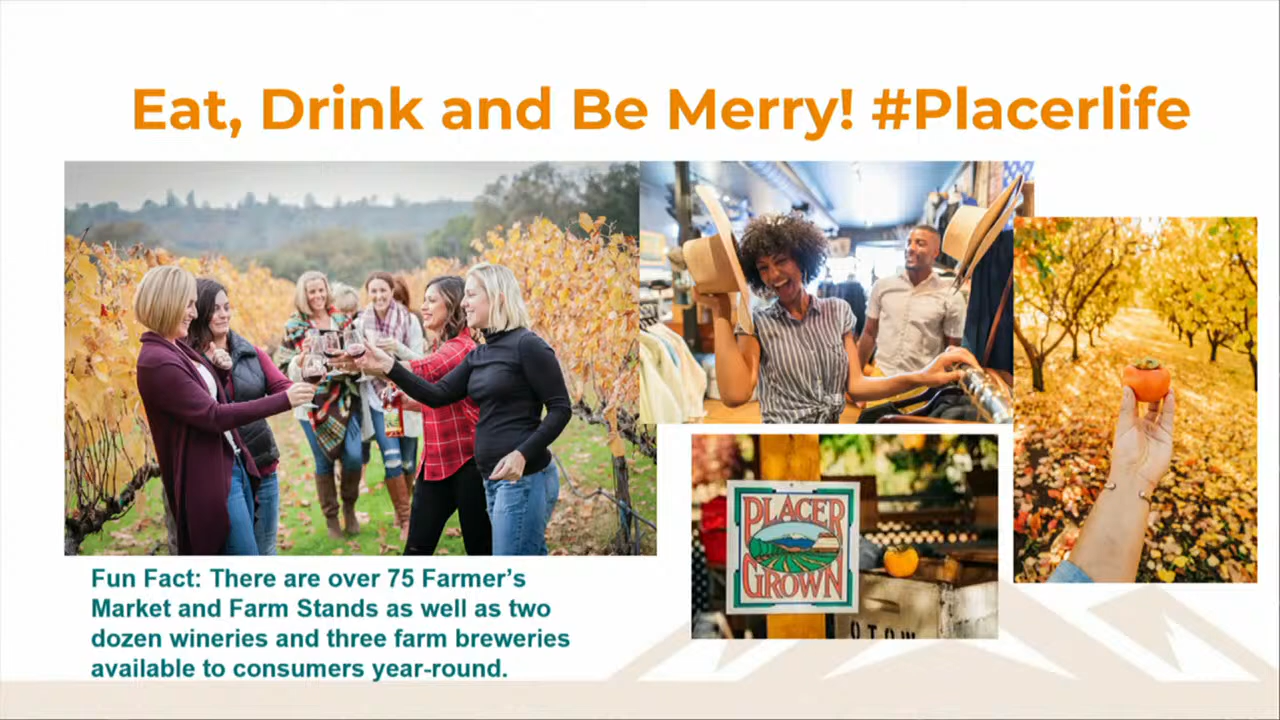 Eat, Drink and Be Merry! #Placerlife
PLACER
GROWN
OTOW
Fun Fact: There are over 75 Farmer's
Market and Farm Stands as well as two
dozen wineries and three farm breweries
available to consumers year-round.